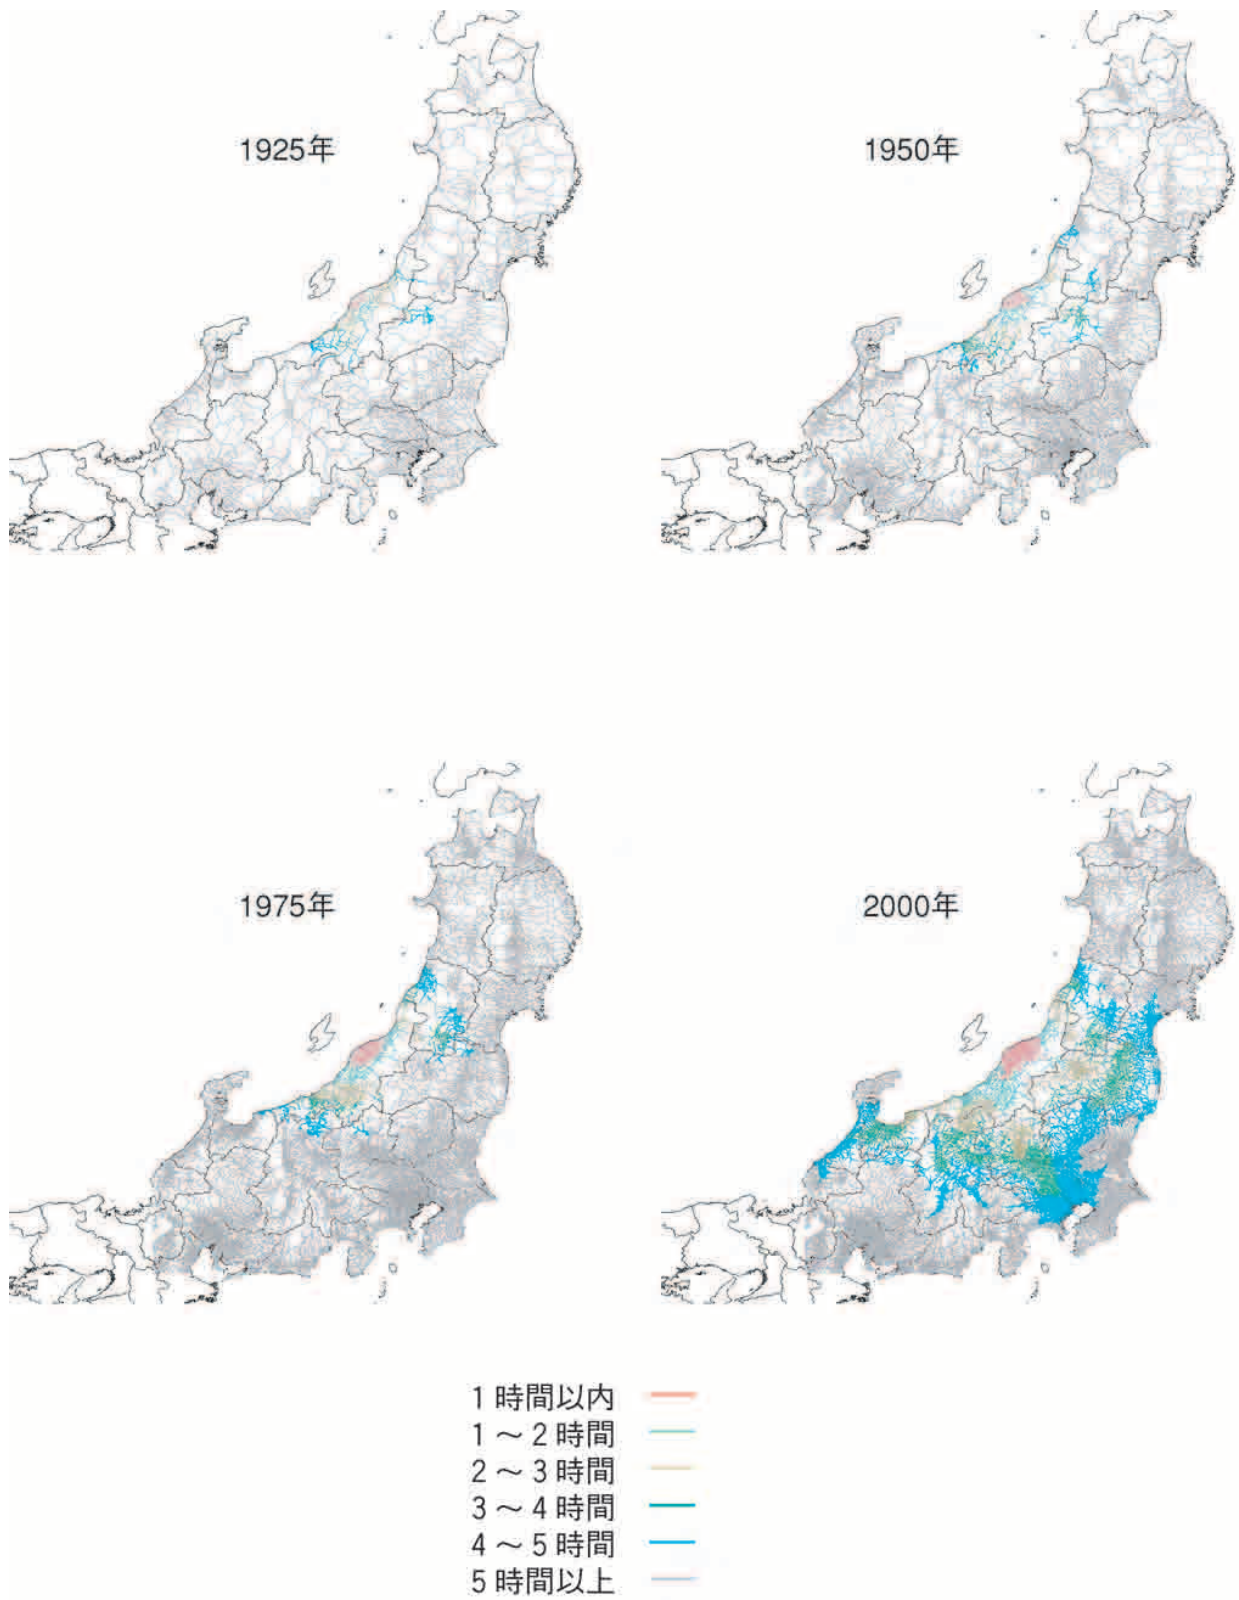 1925年
1950年
1975年
2000年
1時間以内
1～2時間
2～3時間
3～4時間
4～5時間
5時間以上